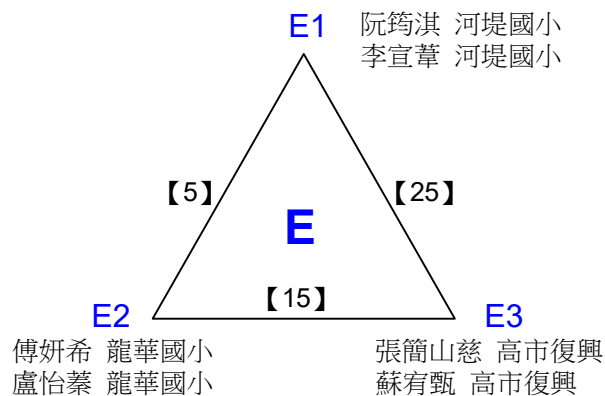 E1
阮筠淇 河堤國小
李宣葦 河堤國小
【5】
【25】
E
【15】
E2
E3
傅妍希 龍華國小
盧怡蓁 龍華國小
張簡山慈 高市復興
蘇宥甄 高市復興